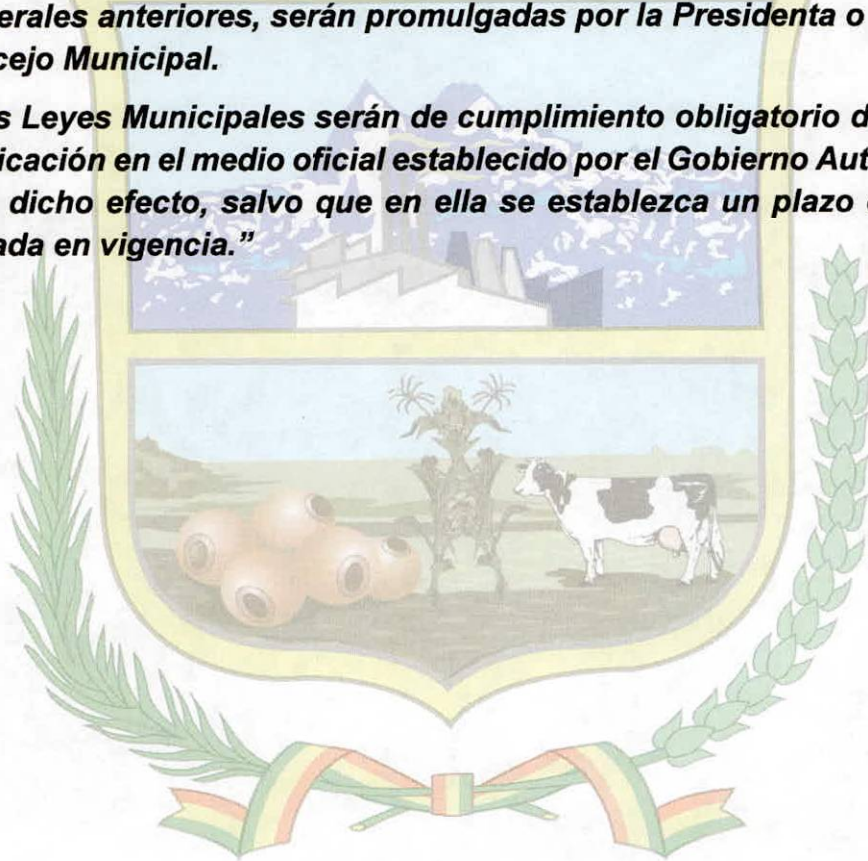 erales anteriores, serán promulgadas por la Presidenta o
cejo Municipal.
s Leyes Municipales serán de cumplimiento obligatorio d
icación en el medio oficial establecido por el Gobierno Aut
dicho efecto, salvo que en ella se establezca un plazo
ada en vigencia.”